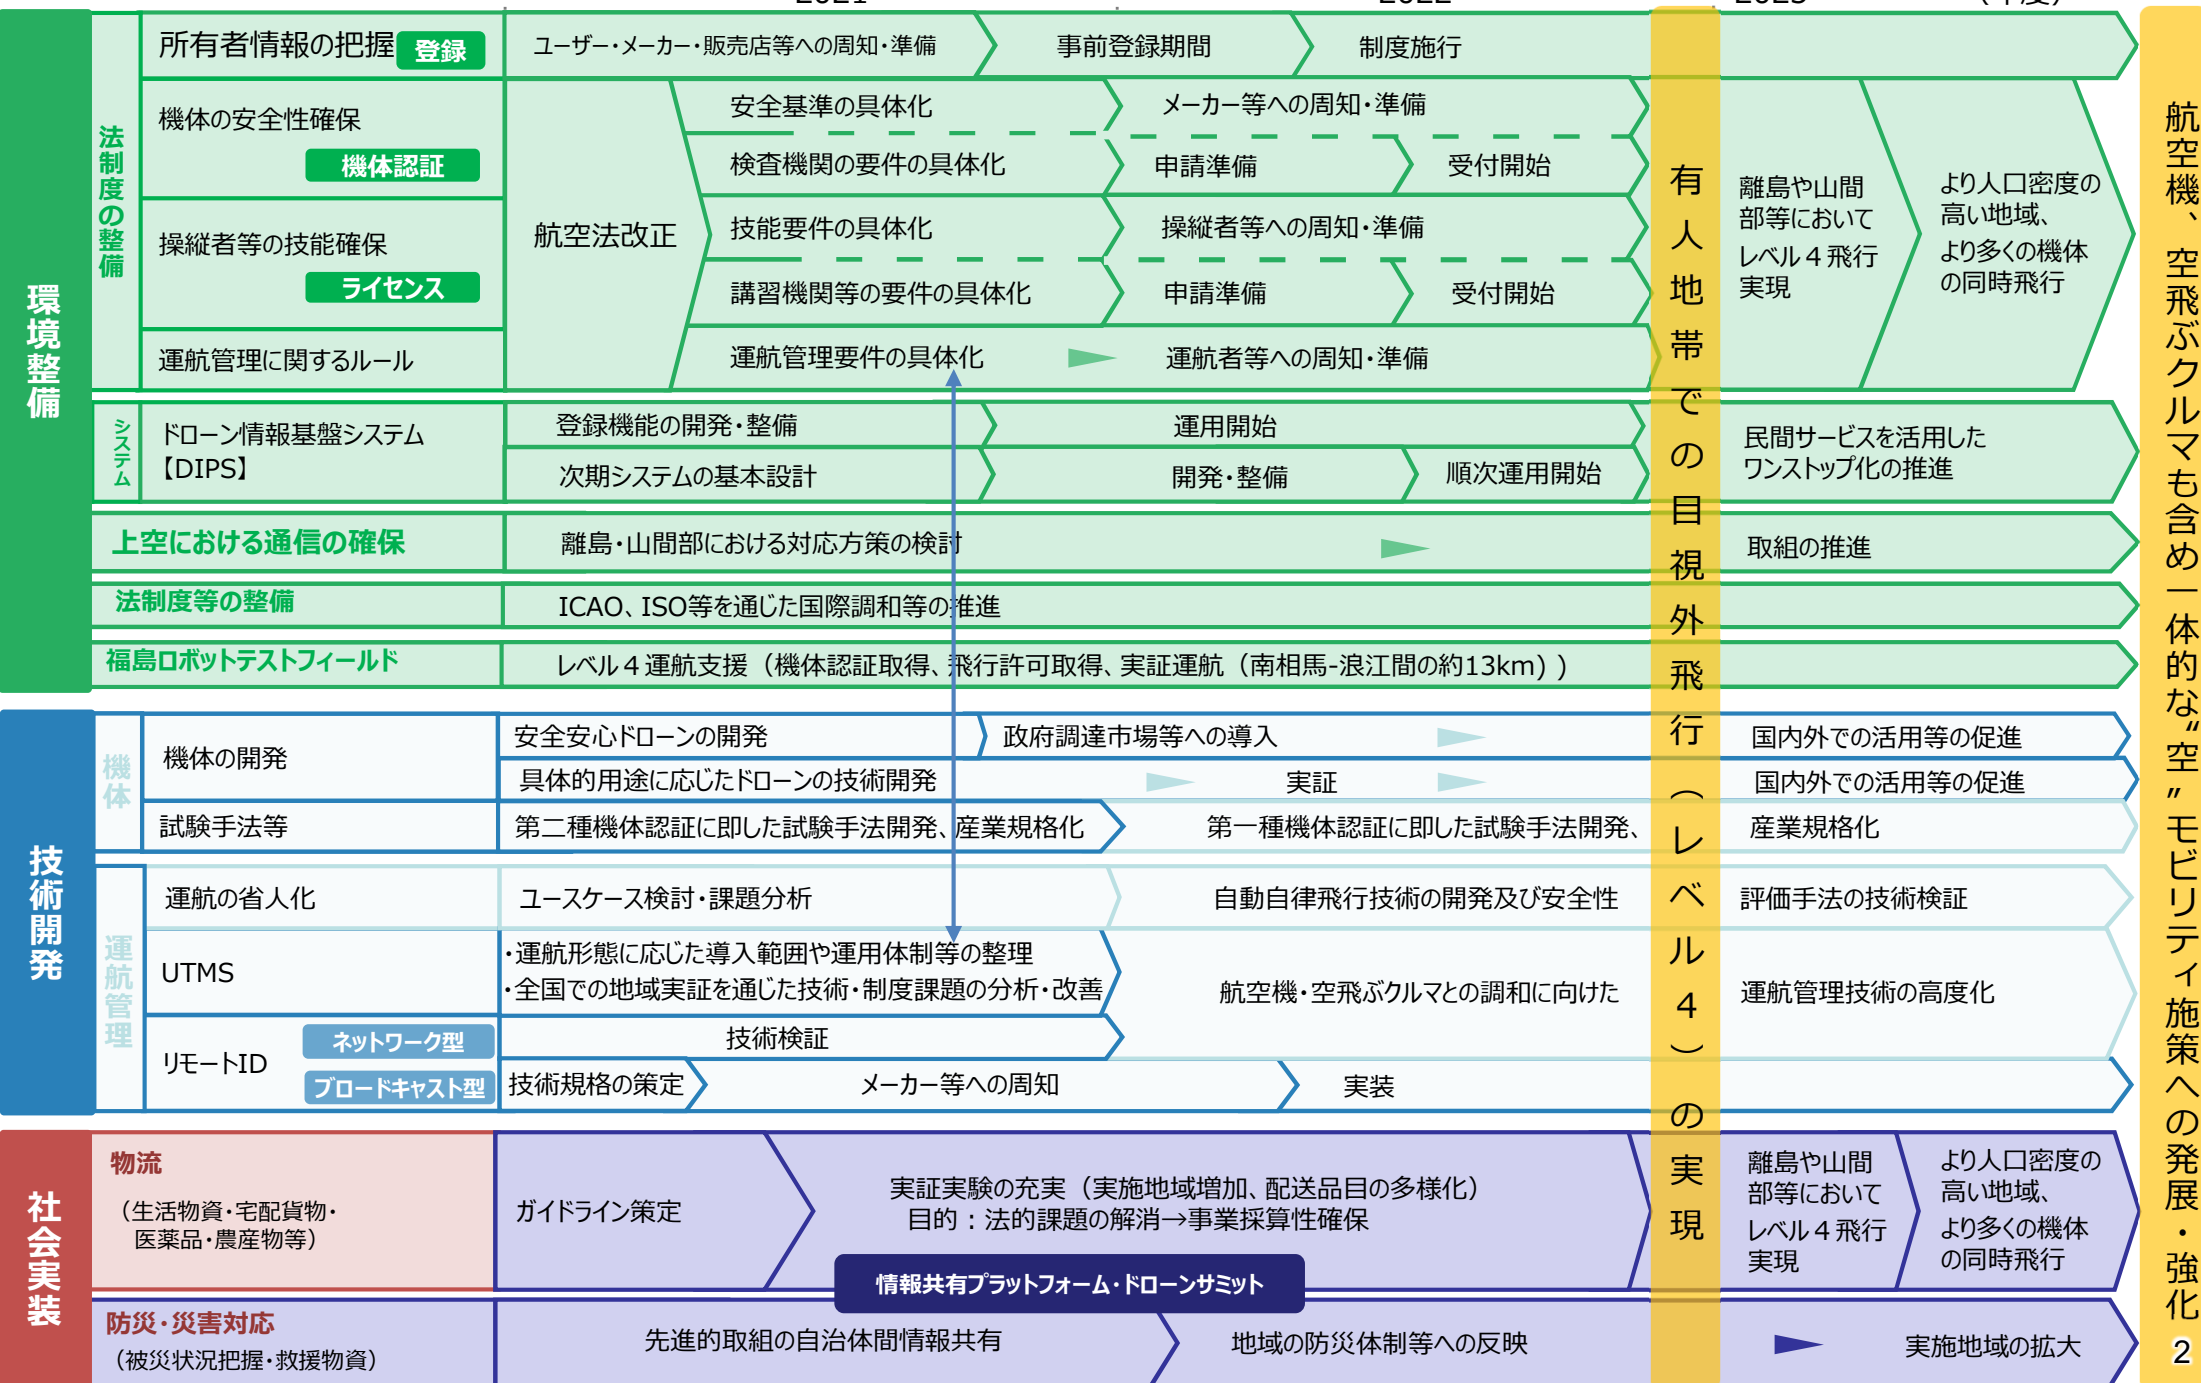 環境整備
法制度の整備
所有者情報の把握 登録
ユーザー・メーカー・販売店等への周知・準備
事前登録期間
制度施行
機体の安全性確保
機体認証
航空法改正
安全基準の具体化
メーカー等への周知・準備
検査機関の要件の具体化
申請準備
受付開始
操縦者等の技能確保
ライセンス
技能要件の具体化
操縦者等への周知・準備
講習機関等の要件の具体化
申請準備
受付開始
運航管理に関するルール
運航管理要件の具体化
運航者等への周知・準備
離島や山間
部等において
レベル4飛行
実現
より人口密度の
高い地域、
より多くの機体
の同時飛行
システム
ドローン情報基盤システム
【DIPS】
登録機能の開発・整備
運用開始
次期システムの基本設計
開発・整備
順次運用開始
民間サービスを活用した
ワンストップ化の推進
上空における通信の確保
離島・山間部における対応方策の検討
取組の推進
法制度等の整備
ICAO、ISO等を通じた国際調和等の推進
福島ロボットテストフィールド
レベル4運航支援（機体認証取得、飛行許可取得、実証運航（南相馬-浪江間の約13km））
技術開発
機体
機体の開発
安全安心ドローンの開発
政府調達市場等への導入
国内外での活用等の促進
具体的用途に応じたドローンの技術開発
実証
国内外での活用等の促進
試験手法等
第二種機体認証に即した試験手法開発、産業規格化
第一種機体認証に即した試験手法開発、
産業規格化
運航管理
運航の省人化
ユースケース検討・課題分析
自動自律飛行技術の開発及び安全性
評価手法の技術検証
UTMS
・運航形態に応じた導入範囲や運用体制等の整理
・全国での地域実証を通じた技術・制度課題の分析・改善
航空機・空飛ぶクルマとの調和に向けた
運航管理技術の高度化
リモートID
ネットワーク型
技術検証
ブロードキャスト型
技術規格の策定
メーカー等への周知
実装
社会実装
物流
（生活物資・宅配貨物・
医薬品・農産物等）
ガイドライン策定
実証実験の充実（実施地域増加、配送品目の多様化）
目的：法的課題の解消→事業採算性確保
離島や山間
部等において
レベル4飛行
実現
より人口密度の
高い地域、
より多くの機体
の同時飛行
情報共有プラットフォーム・ドローンサミット
防災・災害対応
（被災状況把握・救援物資）
先進的取組の自治体間情報共有
地域の防災体制等への反映
実施地域の拡大
有人地帯での目視外飛行（レベル4）の実現
航空機、空飛ぶクルマも含め一体的な“空”モビリティ施策への発展・強化
2